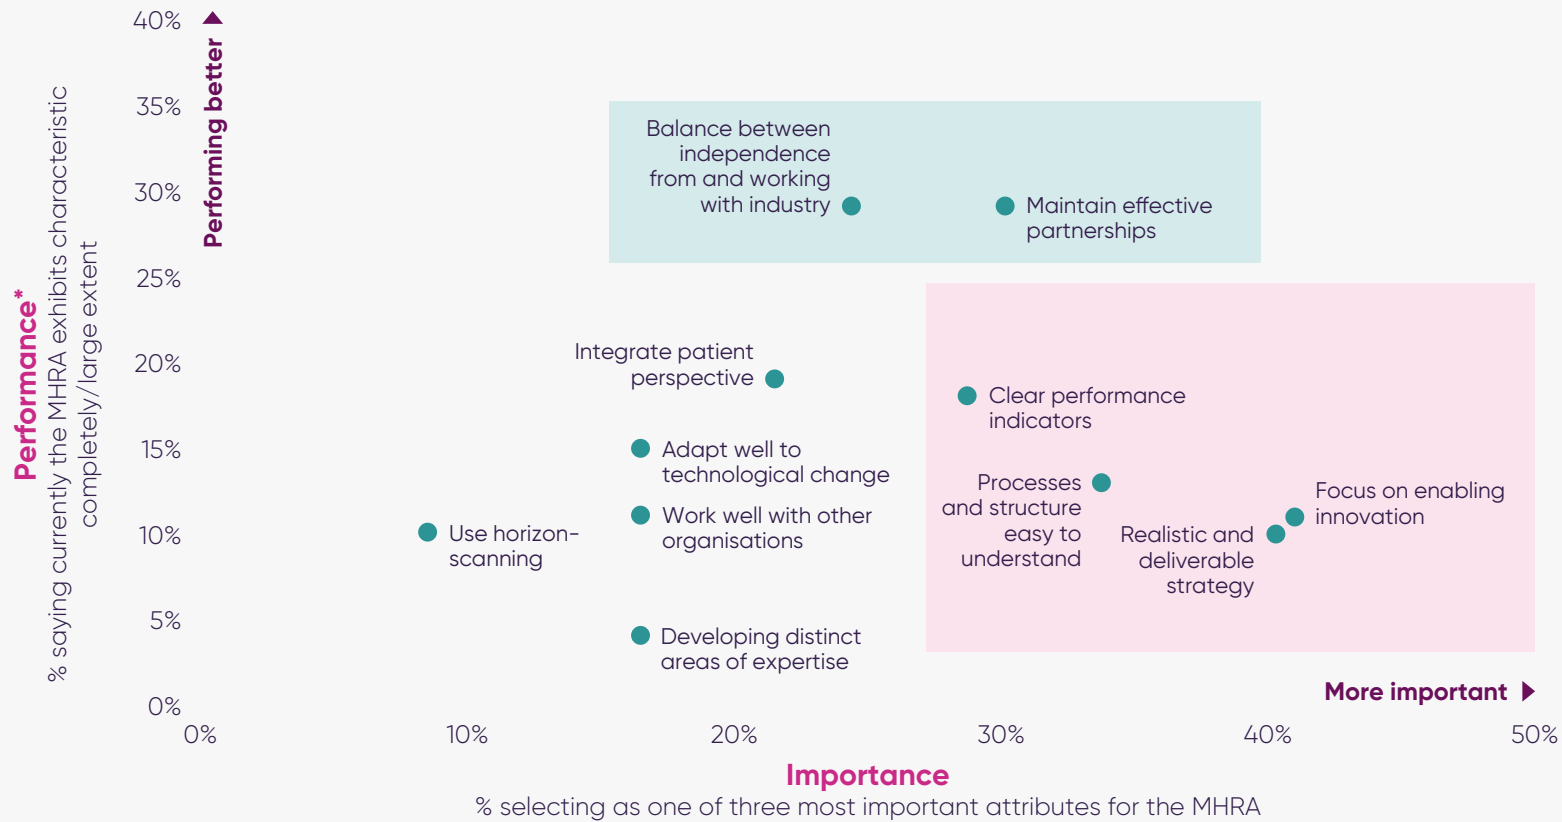 40%
35%
30%
25%
20%
15%
10%
5%
0%
Performing better
Performance*
% saying currently the MHRA exhibits characteristic
completely/large extent
Balance between
independence
from and working
with industry
Maintain effective
partnerships
Integrate patient
perspective
Clear performance
indicators
Adapt well to
technological change
Processes
and structure
easy to
understand
Focus on enabling
innovation
Work well with other
organisations
Use horizon-
scanning
Realistic and
deliverable
strategy
Developing distinct
areas of expertise
More important
0%
10%
20%
30%
40%
50%
Importance
% selecting as one of three most important attributes for the MHRA